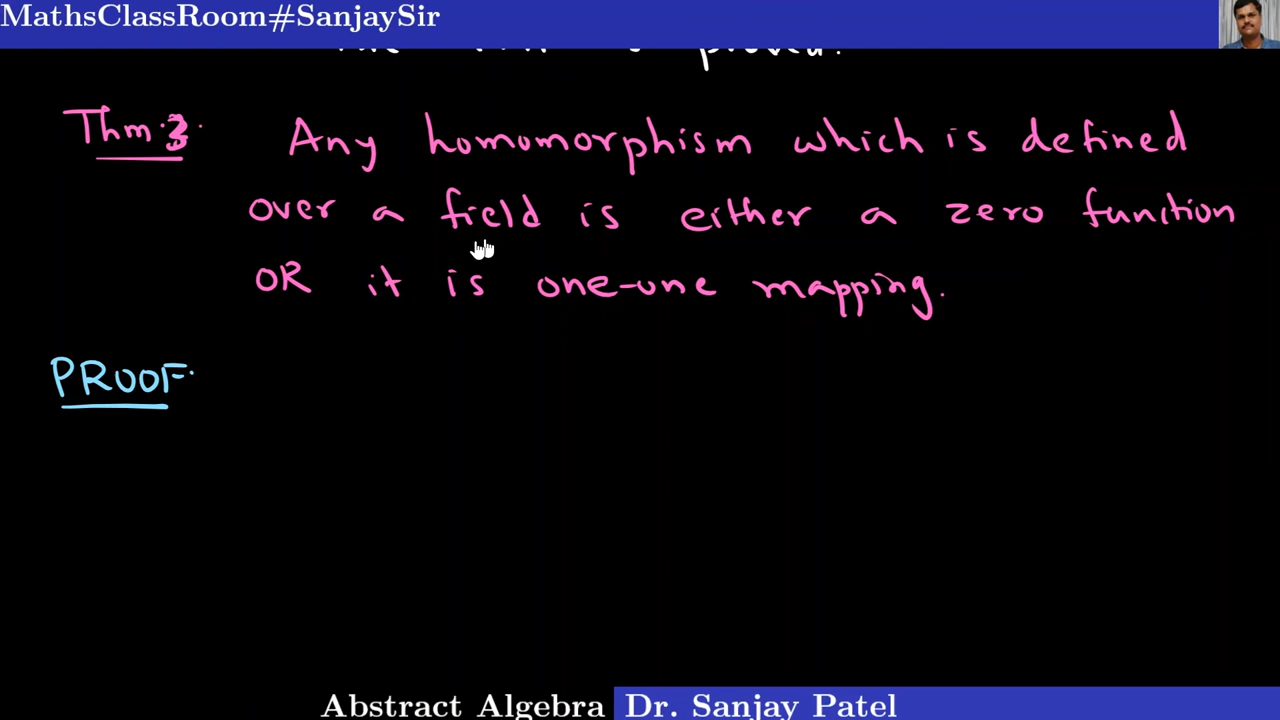 MathsClassRoom#SanjaySir
proved.
Thm.3.
Any homomorphism which is defined
over a field is either a zero function
OR it is one-one mapping.
PROOF.
Abstract Algebra Dr. Sanjay Patel